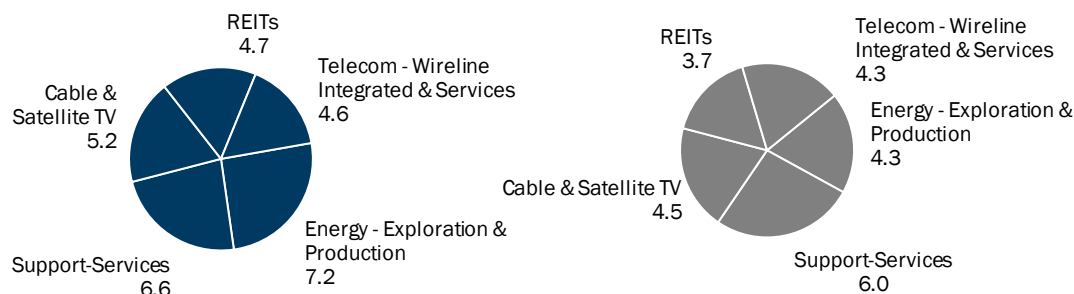 REITs
4.7
Telecom - Wireline
Integrated & Services
4.6
Cable &
Satellite TV
5.2
Energy - Exploration &
Production
7.2
Support-Services
6.6
REITs
3.7
Telecom - Wireline
Integrated & Services
4.3
Energy - Exploration &
Production
4.3
Cable & Satellite TV
4.5
Support-Services
6.0